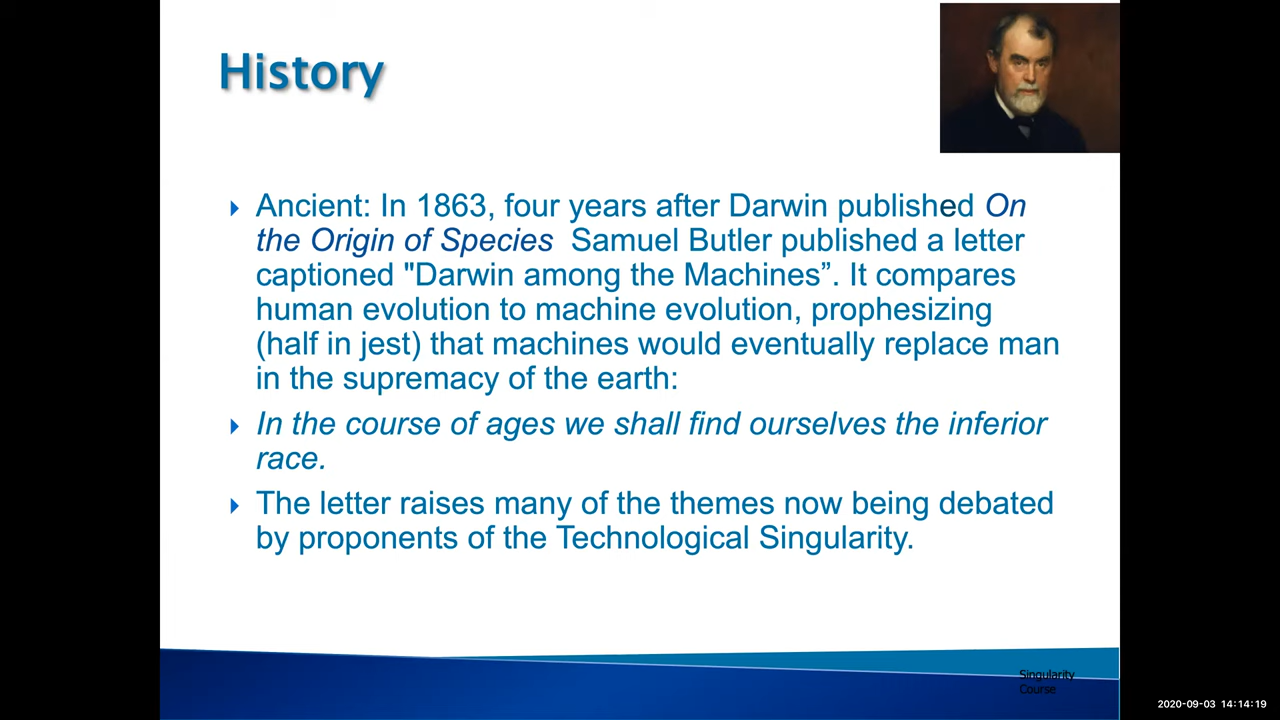 History
Ancient: In 1863, four years after Darwin published On
the Origin of Species Samuel Butler published a letter
captioned "Darwin among the Machines”. It compares
human evolution to machine evolution, prophesizing
(half in jest) that machines would eventually replace man
in the supremacy of the earth:
In the course of ages we shall find ourselves the inferior
race.
The letter raises many of the themes now being debated
by proponents of the Technological Singularity.
Singularity
Course
2020-09-03 14:14:19